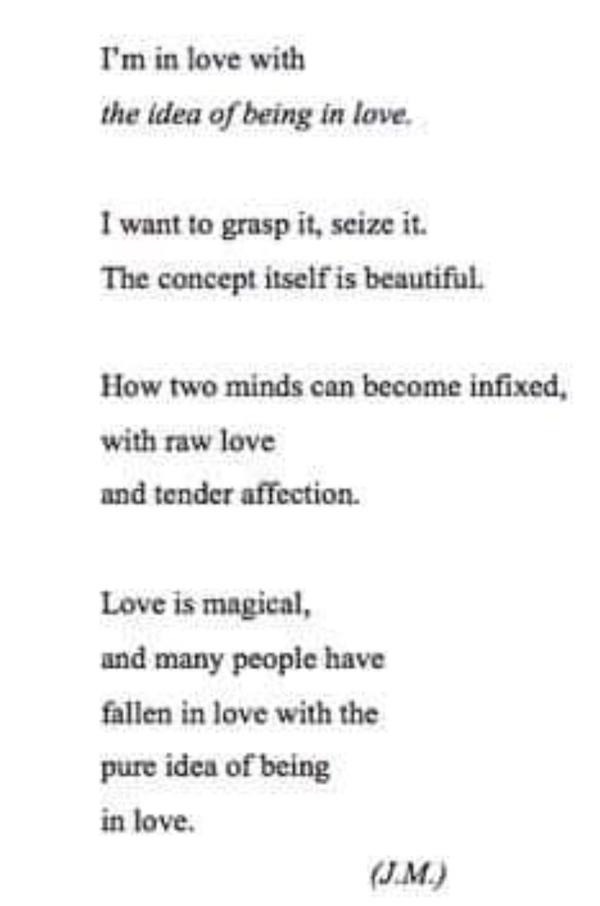 I'm in love with
the idea of being in love.
I want to grasp it, seize it.
The concept itself is beautiful.
How two minds can become infixed,
with raw love
and tender affection.
Love is magical,
and many people have
fallen in love with the
pure idea of being
in love.
(J.M.)